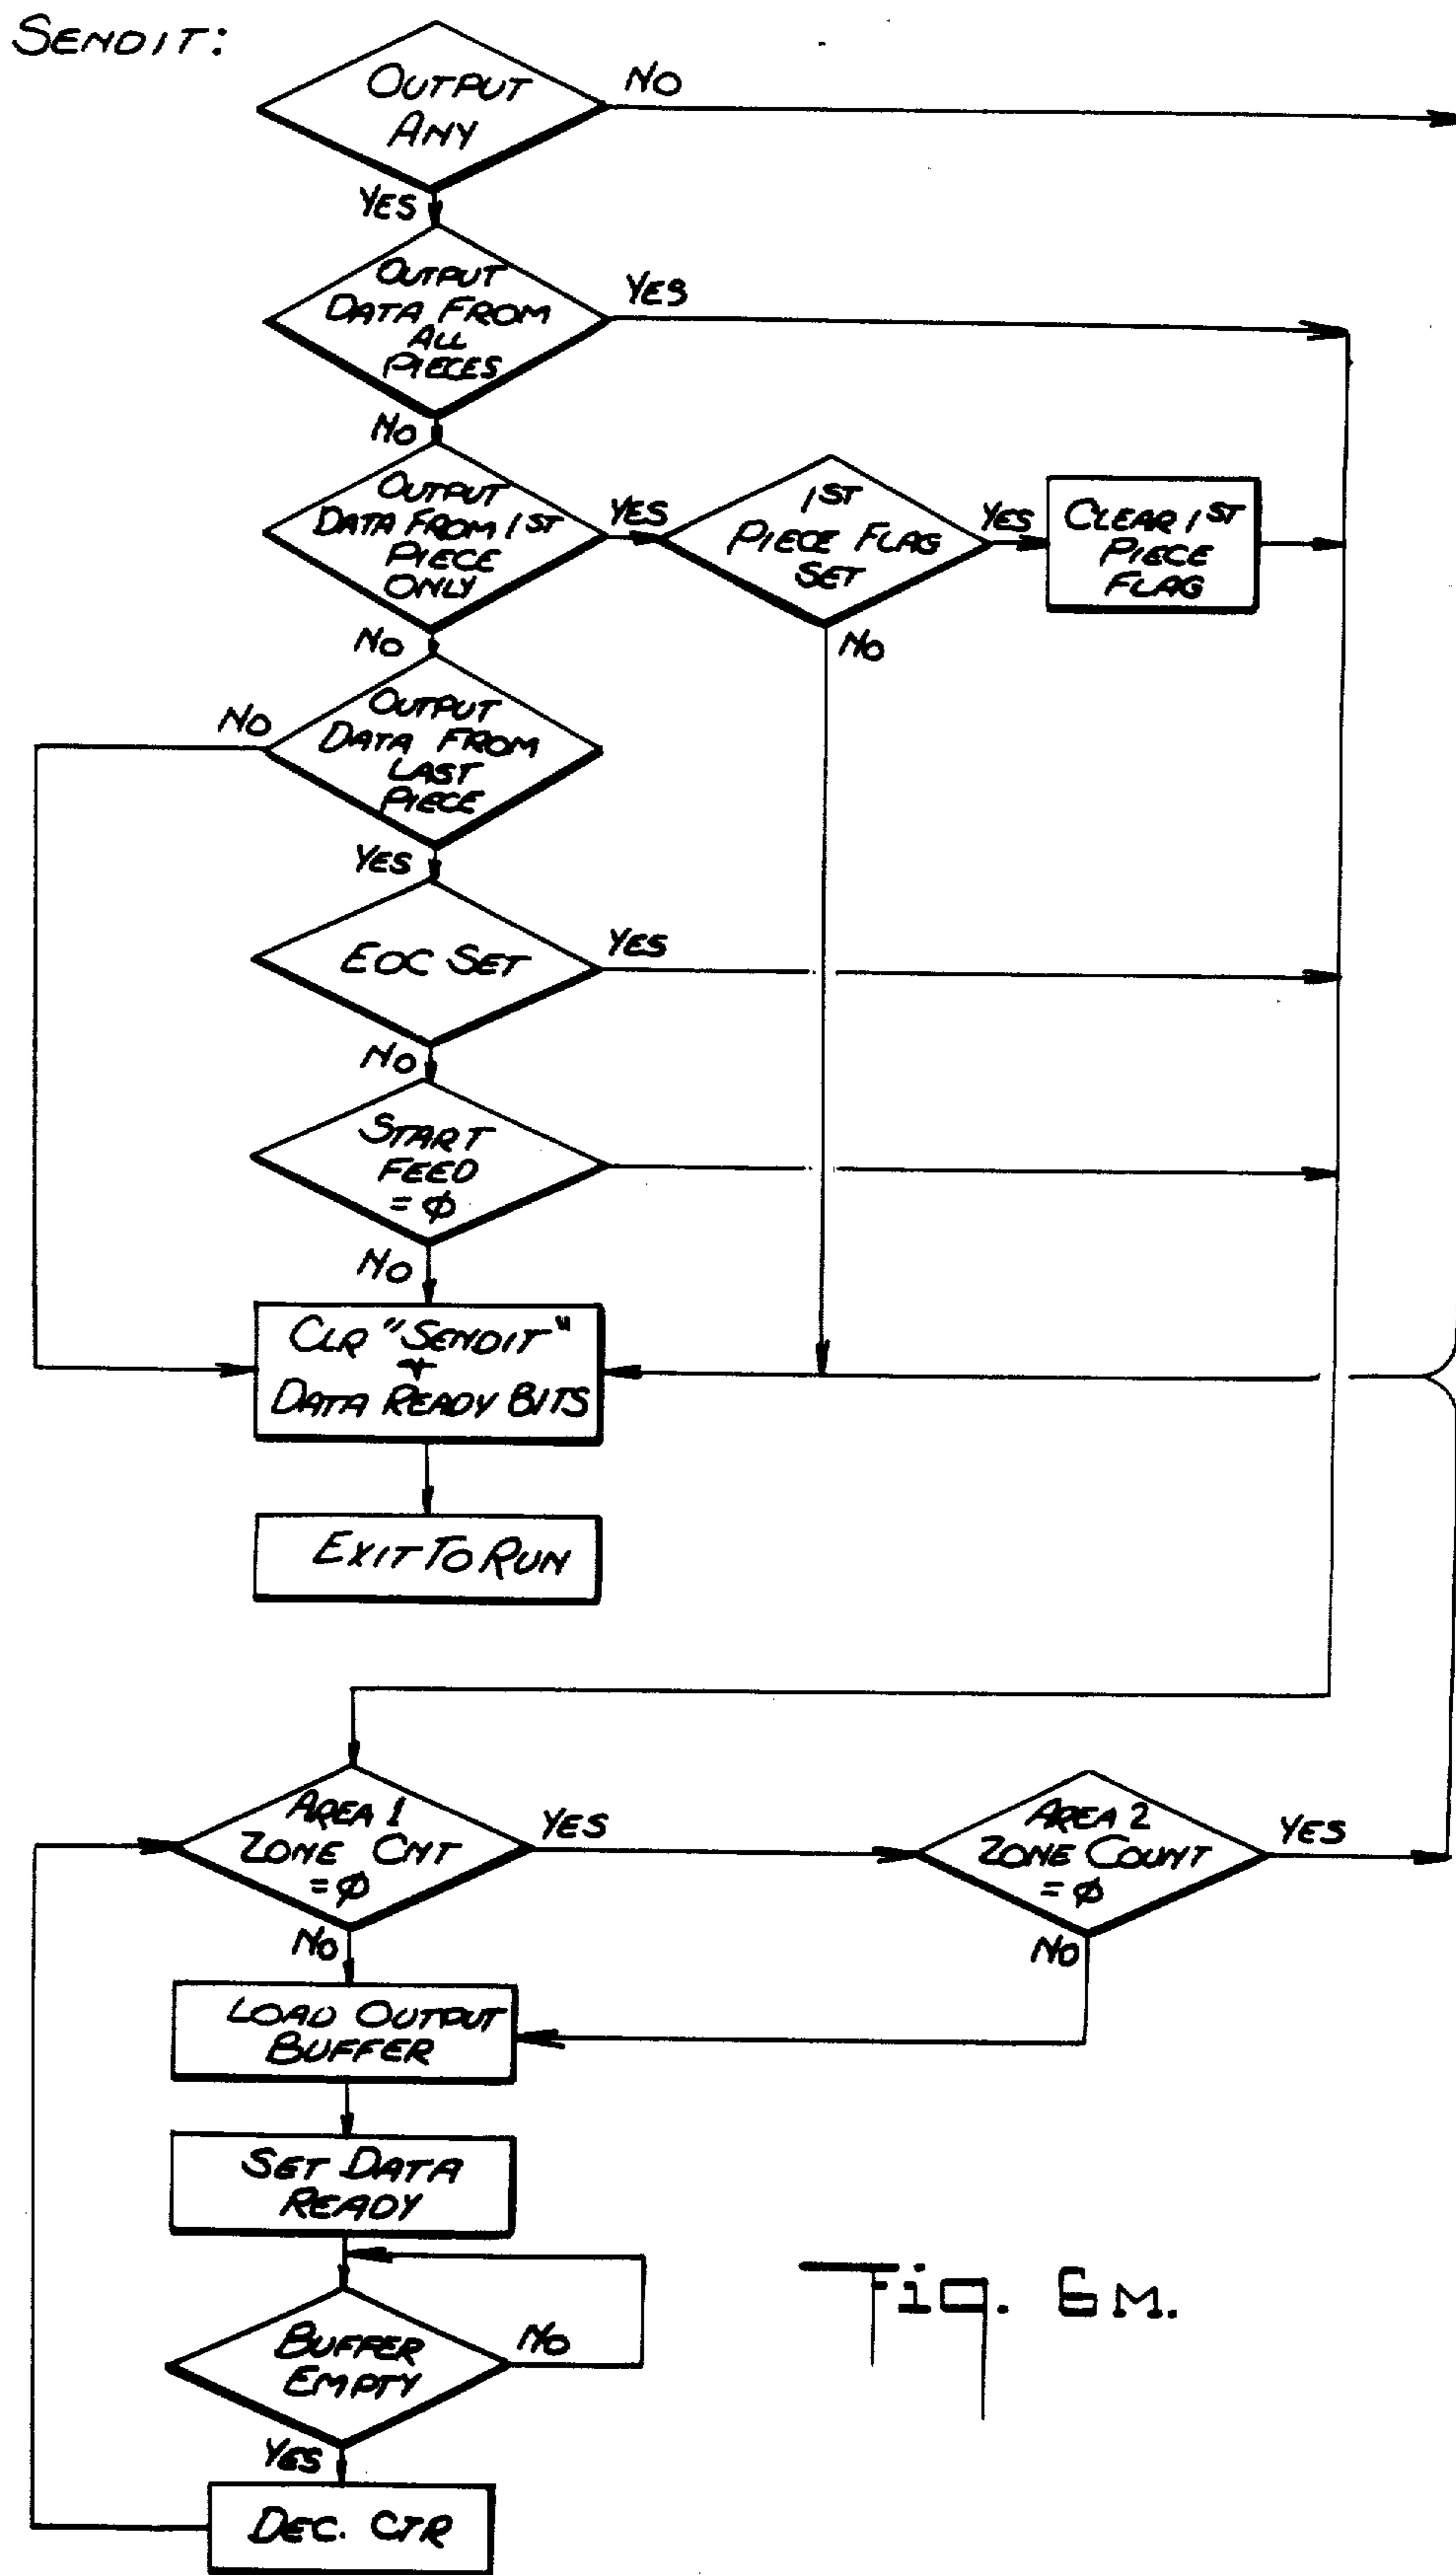 SENDIT:
OUTPUT
ANY
NO
YES
OUTPUT
DATA FROM
ALL
PIECES
YES
NO
OUTPUT
DATA FROM 1ST
PIECE
ONLY
YES
1ST
PIECE FLAG
SET
YES
CLEAR 1ST
PIECE
FLAG
NO
NO
OUTPUT
DATA FROM
LAST
PIECE
NO
YES
EOC SET
YES
NO
START
FEED
= Ø
NO
CLR "SENDIT"
+
DATA READY BITS
EXIT TO RUN
AREA 1
ZONE CNT
= Ø
YES
AREA 2
ZONE COUNT
= Ø
YES
NO
NO
LOAD OUTPUT
BUFFER
SET DATA
READY
BUFFER
EMPTY
NO
YES
DEC. CTR
Fig. 6M.